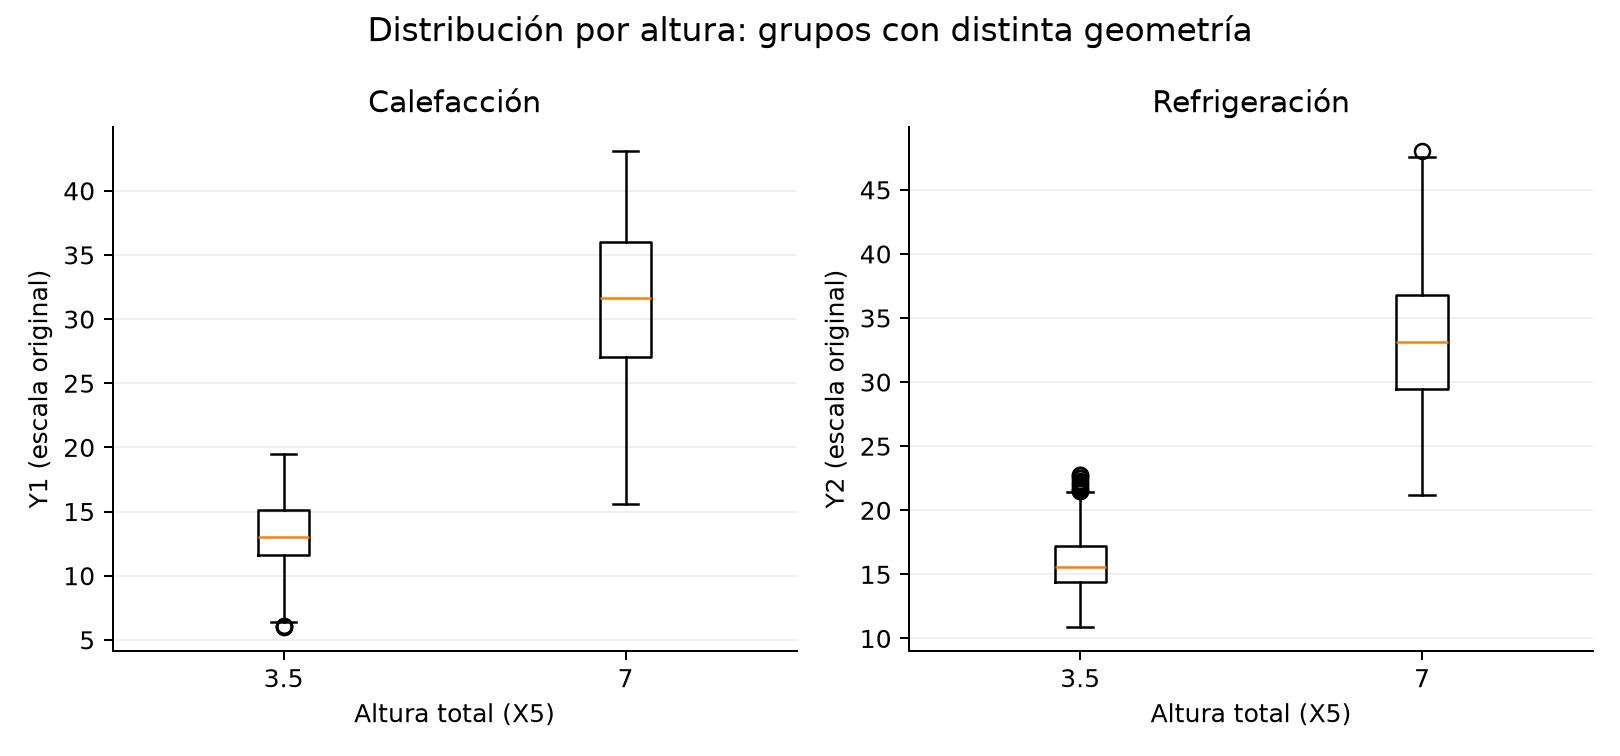 Distribución por altura: grupos con distinta geometría
Calefacción
Y1 (escala original)
40
35
30
25
20
15
10
5
3.5
7
Altura total (X5)
Refrigeración
Y2 (escala original)
45
40
35
30
25
20
15
10
3.5
7
Altura total (X5)